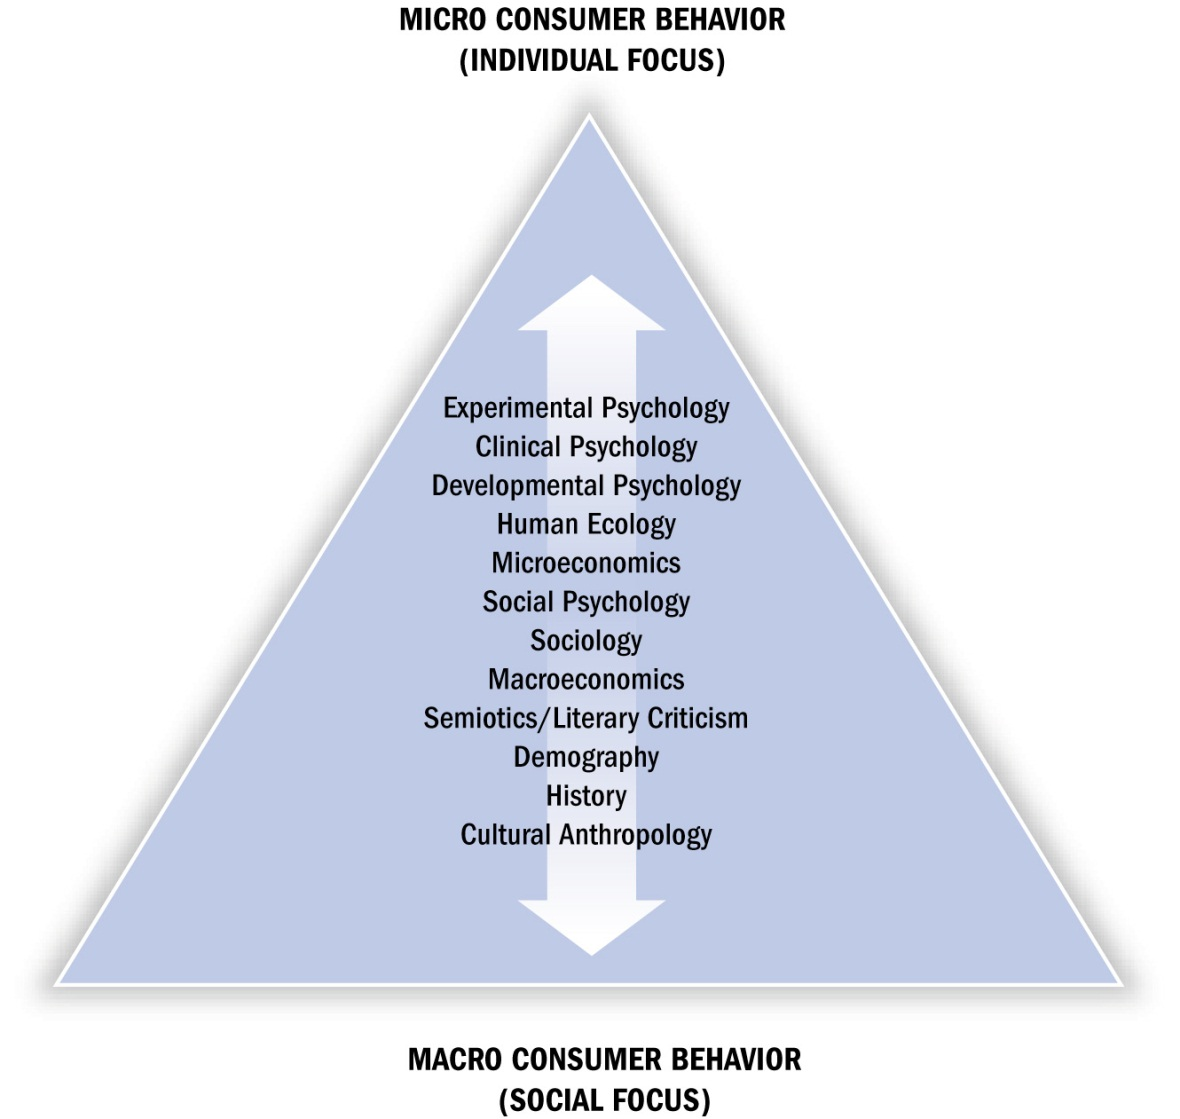 MICRO CONSUMER BEHAVIOR
(INDIVIDUAL FOCUS)
Experimental Psychology
Clinical Psychology
Developmental Psychology
Human Ecology
Microeconomics
Social Psychology
Sociology
Macroeconomics
Semiotics/Literary Criticism
Demography
History
Cultural Anthropology
MACRO CONSUMER BEHAVIOR
(SOCIAL FOCUS)